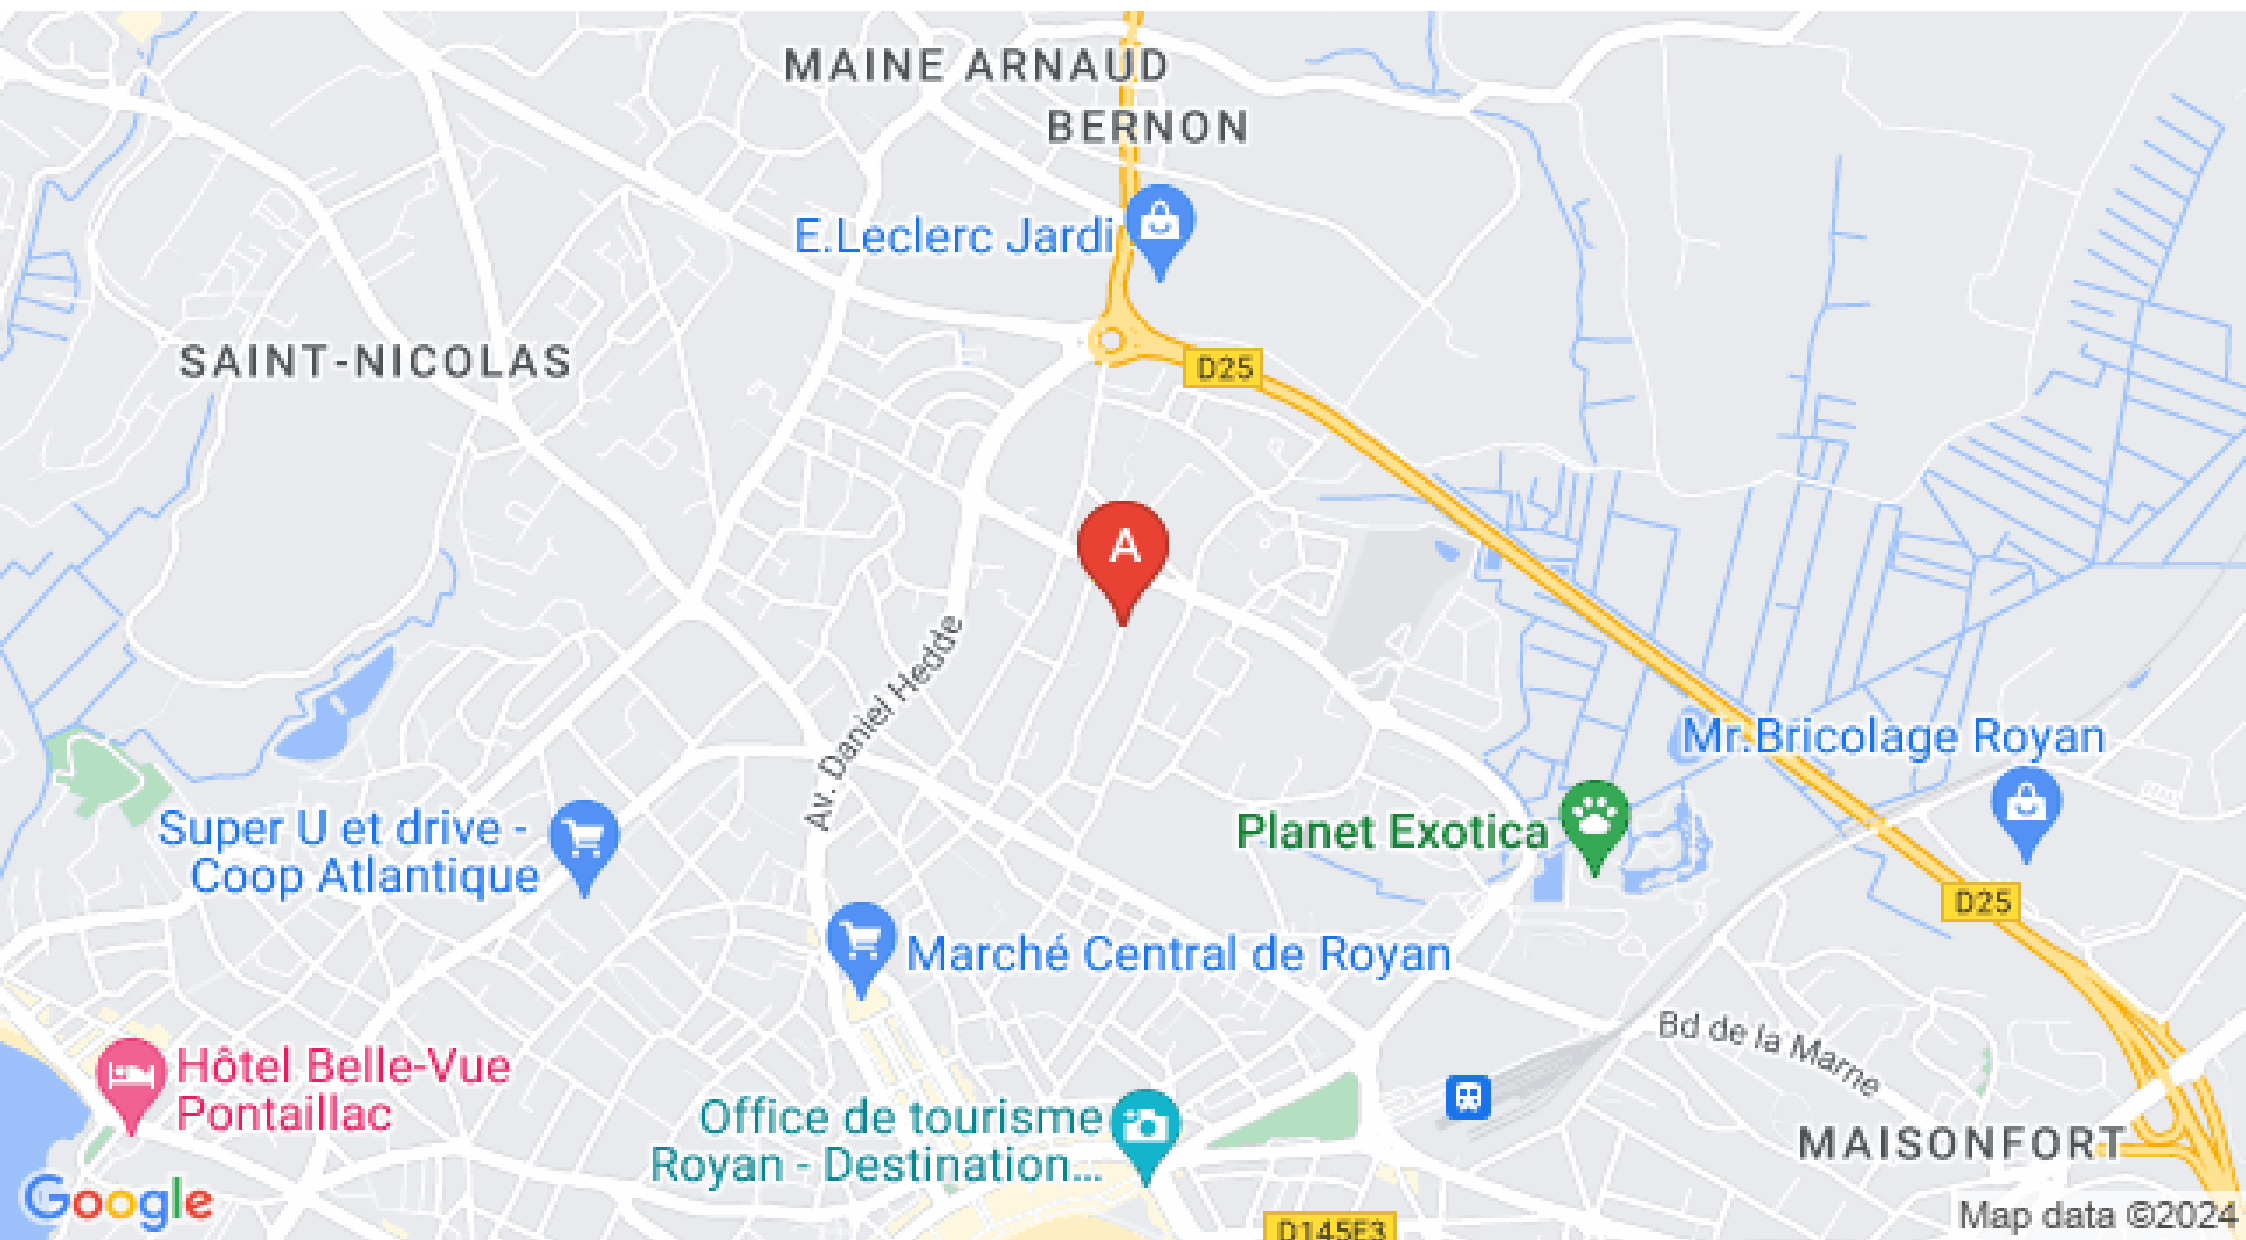 MAINE ARNAUD
BERNON
E.Leclerc Jardi
SAINT-NICOLAS
D25
A
Av. Daniel Hedde
Mr.Bricolage Royan
Super U et drive -
Coop Atlantique
Planet Exotica
D25
Marché Central de Royan
Bd de la Marne
Hôtel Belle-Vue
Pontaillac
Office de tourisme
Royan - Destination...
MAISONFORT
Google
D145E3
Map data ©2024